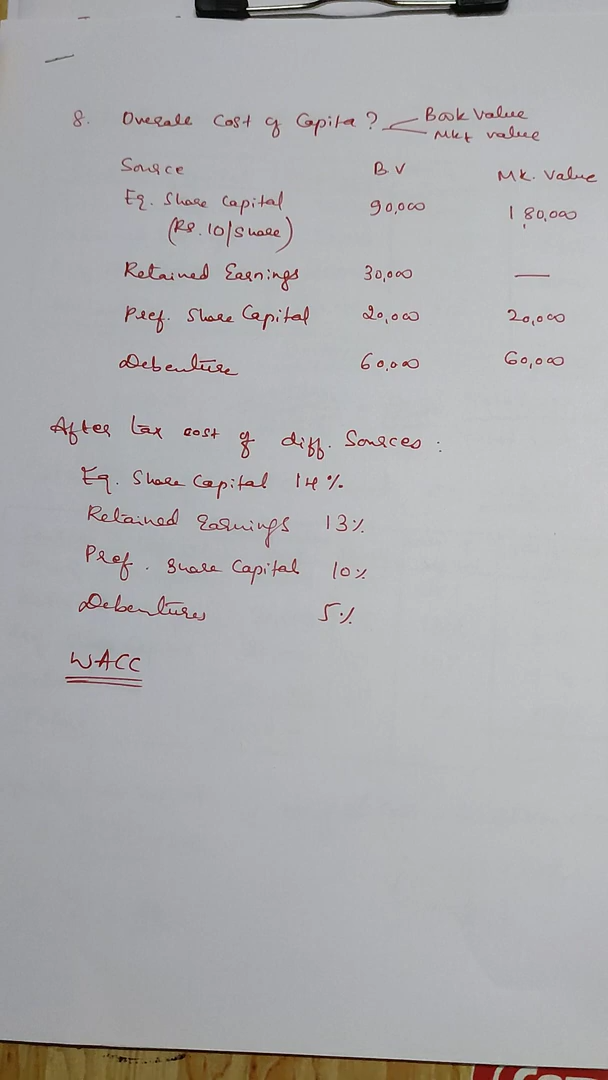 8. Overall Cost of Capital? Book Value
Mkt value
Source B.V Mk. Value
Eq. Share Capital 90,000 1,80,000
(Rs. 10/share)
Retained Earnings 30,000 —
Pref. Share Capital 20,000 20,000
Debenture 60,000 60,000
After tax cost of diff. Sources :
Eq. Share Capital 14%
Retained Earnings 13%
Pref. Share Capital 10%
Debentures 5%
WACC